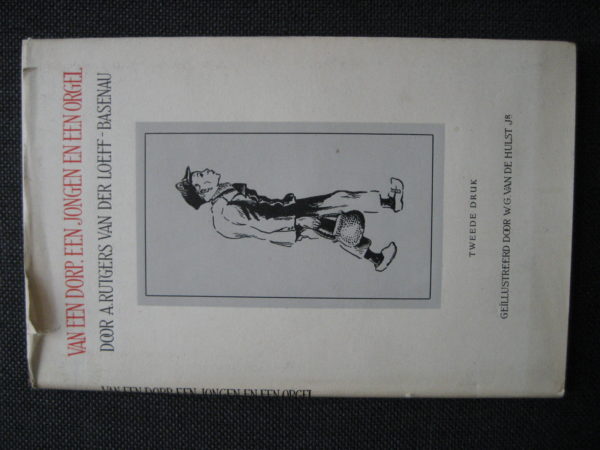 VAN EEN DORP, EEN JONGEN EN EEN ORGEL
DOOR A. RUTGERS VAN DER LOEFF-BASENAU
TWEEDE DRUK
GEÏLLUSTREERD DOOR W.G. VAN DE HULST JR
VAN EEN DORP, EEN JONGEN EN EEN ORGEL